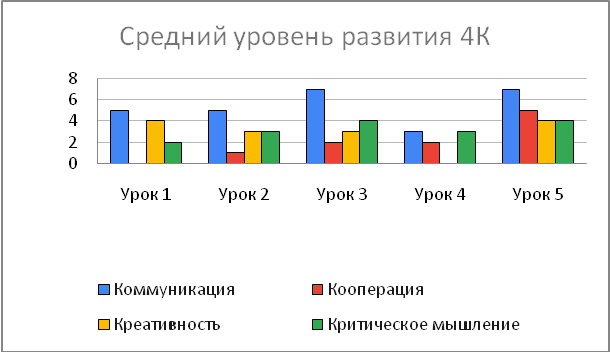 Средний уровень развития 4К
8
6
4
2
0
Урок 1 Урок 2 Урок 3 Урок 4 Урок 5
Коммуникация Кооперация
Креативность Критическое мышление